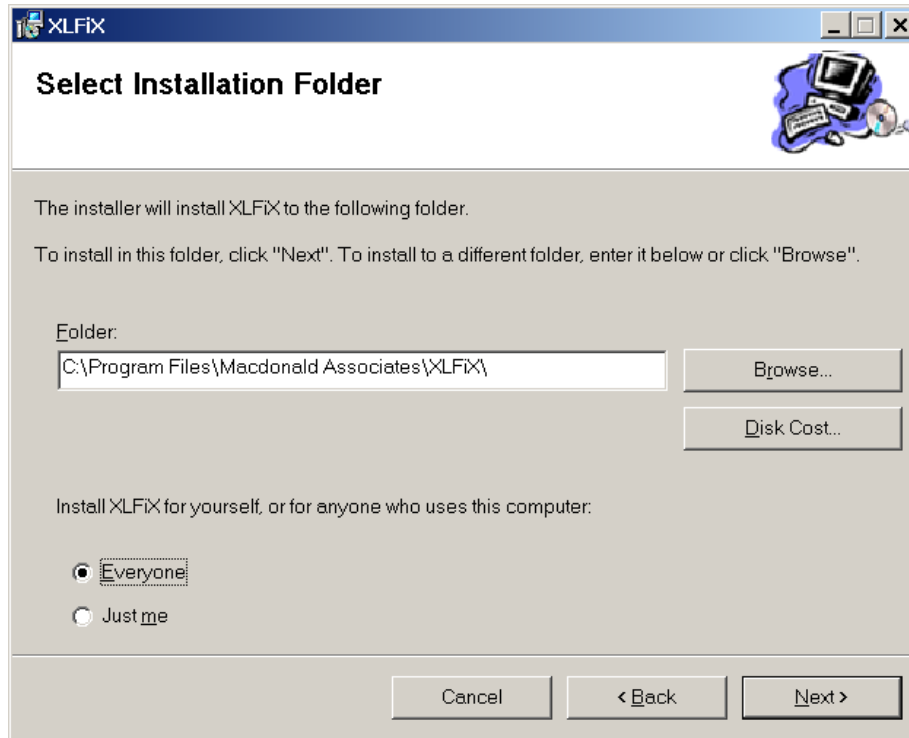 XLFiX
Select Installation Folder
The installer will install XLFiX to the following folder.
To install in this folder, click "Next". To install to a different folder, enter it below or click "Browse".
Folder:
C:\Program Files\Macdonald Associates\XLFiX\
Browse...
Disk Cost...
Install XLFiX for yourself, or for anyone who uses this computer:
Everyone
Just me
Cancel
< Back
Next >